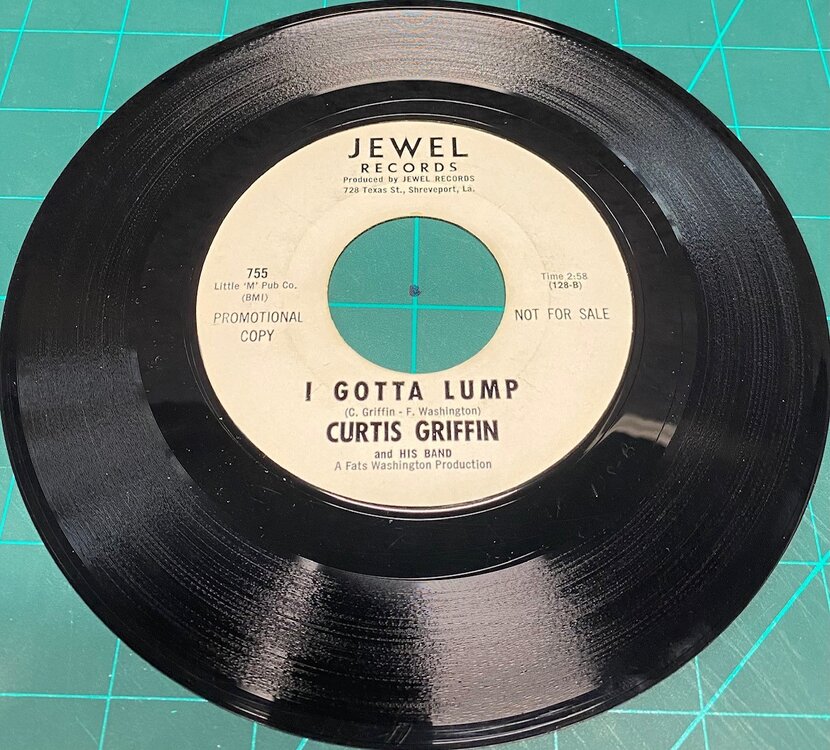 JEWEL
RECORDS
Produced by JEWEL RECORDS
728 Texas St., Shreveport, La.
755
Little 'M' Pub Co.
(BMI)
PROMOTIONAL
COPY
Time 2:58
(128-B)
NOT FOR SALE
I GOTTA LUMP
(C. Griffin - F. Washington)
CURTIS GRIFFIN
and HIS BAND
A Fats Washington Production